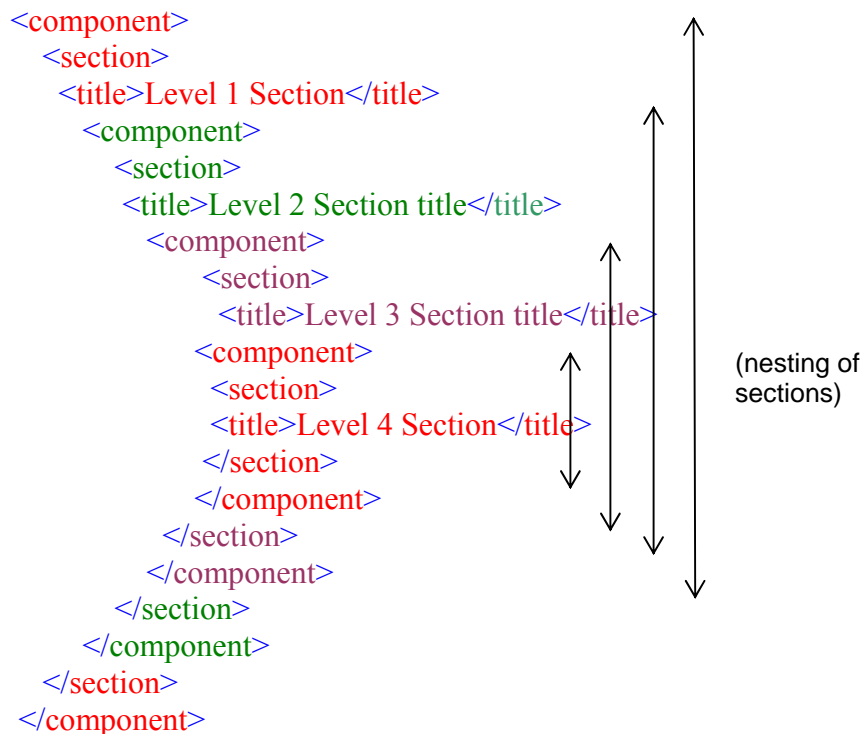 <component>
<section>
<title>Level 1 Section</title>
<component>
<section>
<title>Level 2 Section title</title>
<component>
<section>
<title>Level 3 Section title</title>
<component>
<section>
<title>Level 4 Section</title>
</section>
</component>
</section>
</component>
</section>
</component>
</section>
</component>
(nesting of
sections)